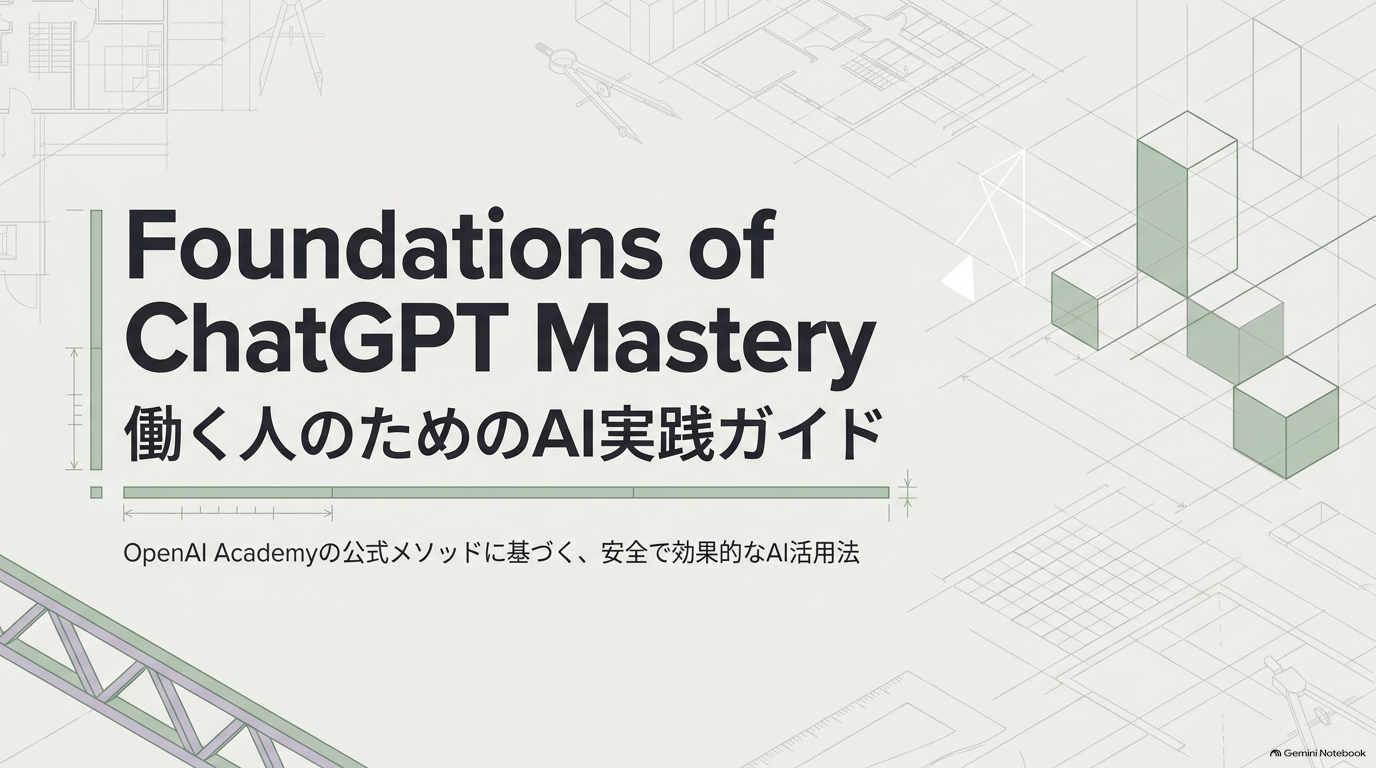 Foundations of
ChatGPT Mastery
働く人のためのAI実践ガイド
OpenAI Academyの公式メソッドに基づく、安全で効果的なAI活用法
Gemini Notebook